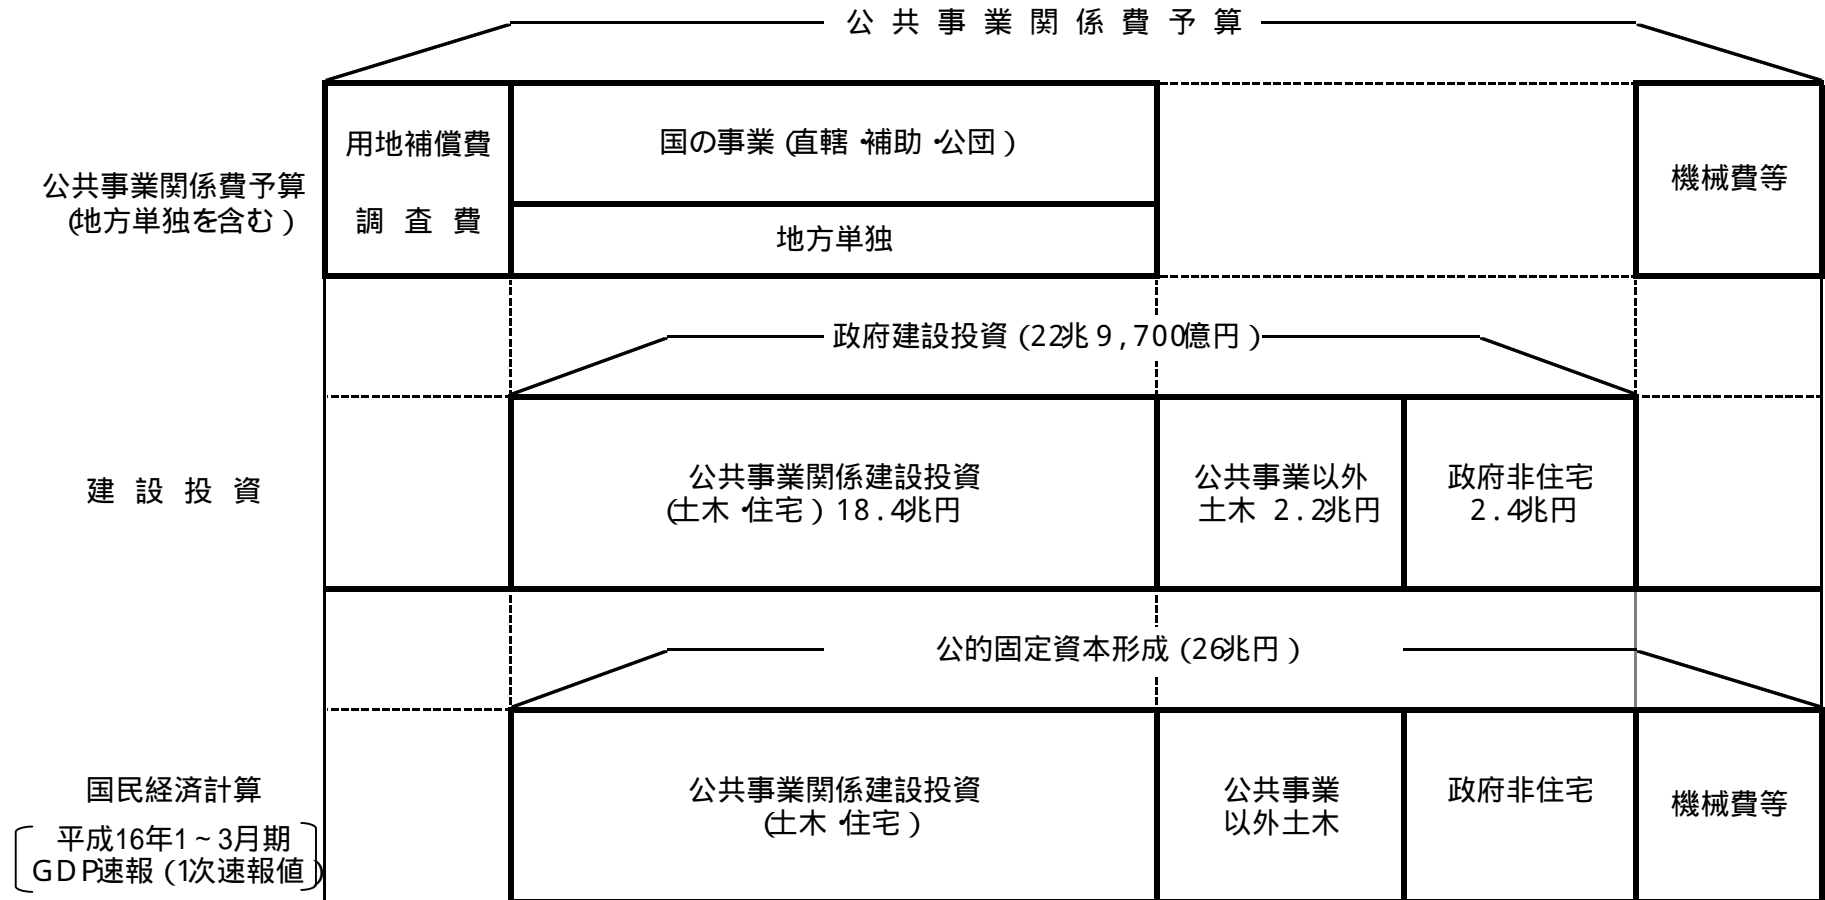 公共事業関係費予算
公共事業関係費予算
(地方単独を含む)
用地補償費
調査費
国の事業(直轄・補助・公団)
地方単独
機械費等
政府建設投資(22兆9,700億円)
建設投資
公共事業関係建設投資
(土木・住宅)18.4兆円
公共事業以外
土木 2.2兆円
政府非住宅
2.4兆円
公的固定資本形成(26兆円)
国民経済計算
平成16年1~3月期
GDP速報(1次速報値)
公共事業関係建設投資
(土木・住宅)
公共事業
以外土木
政府非住宅
機械費等